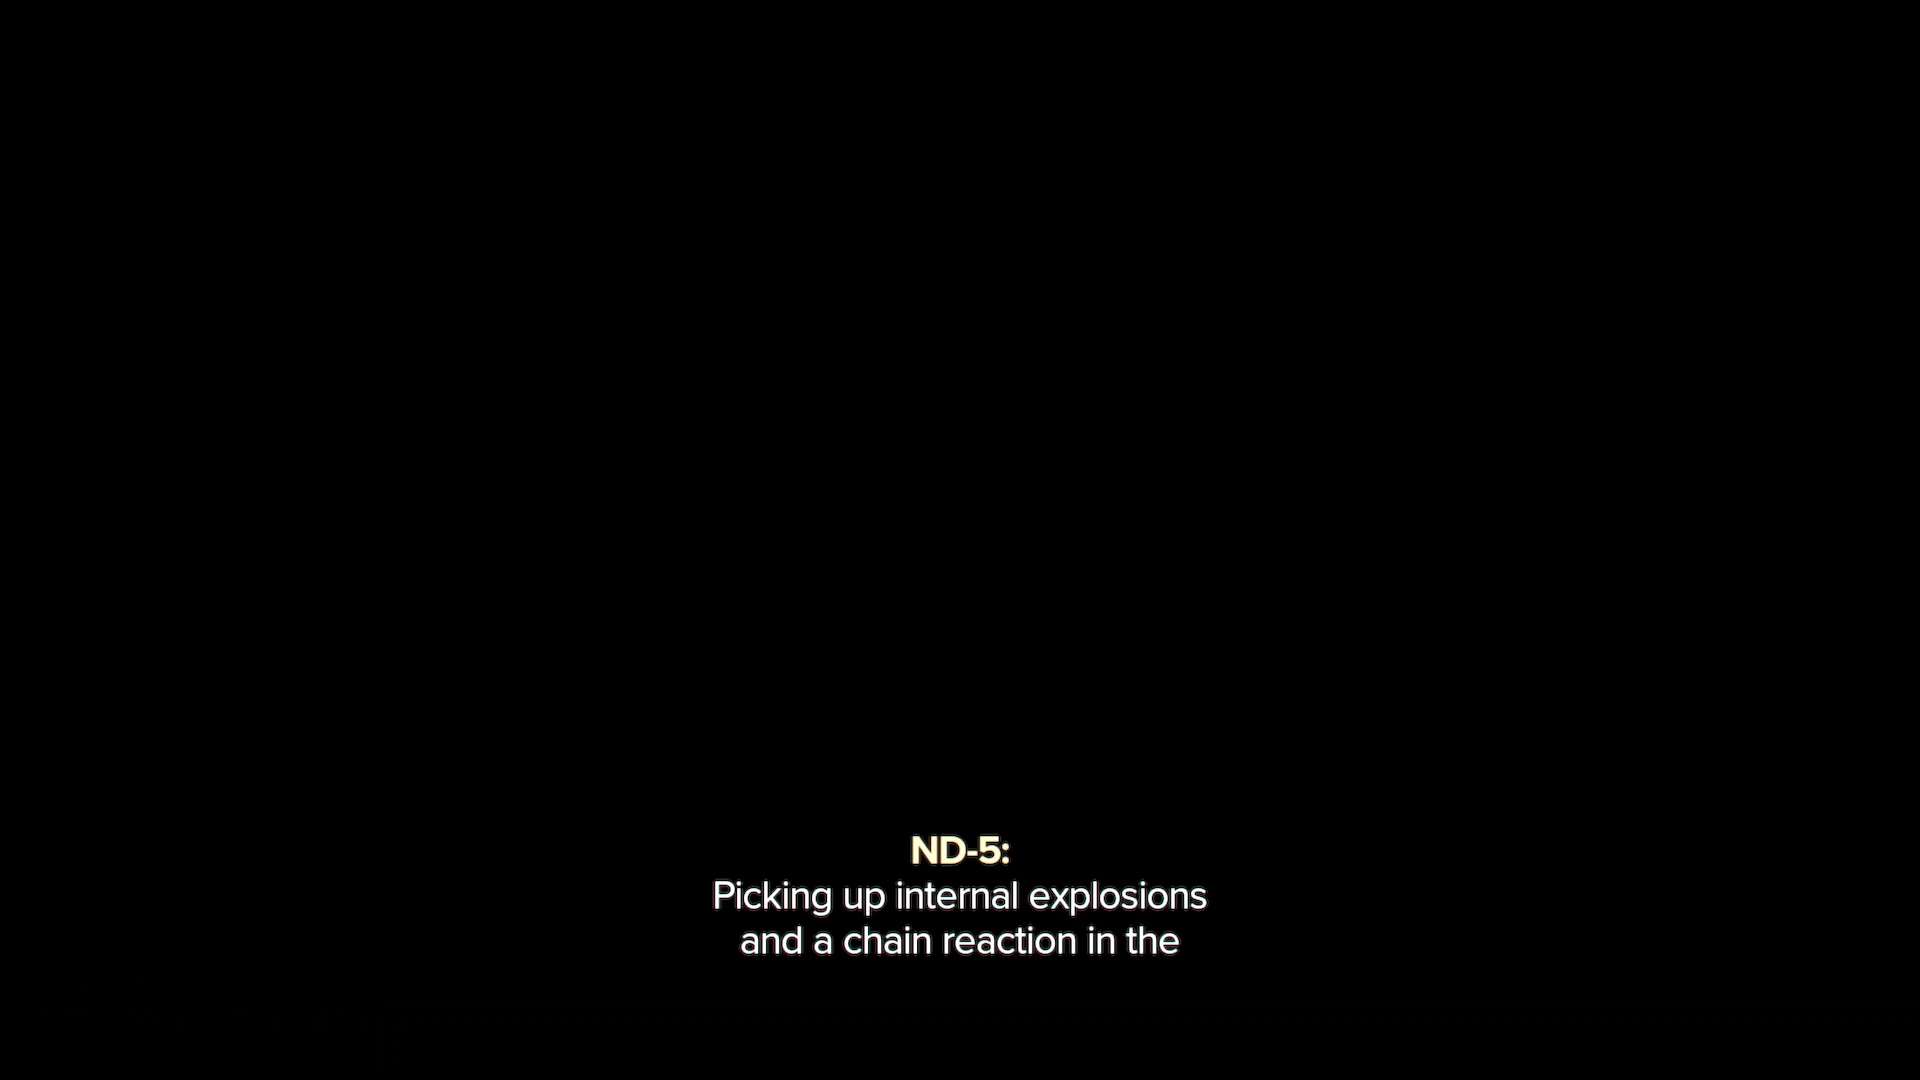 ND-5:
Picking up internal explosions
and a chain reaction in the